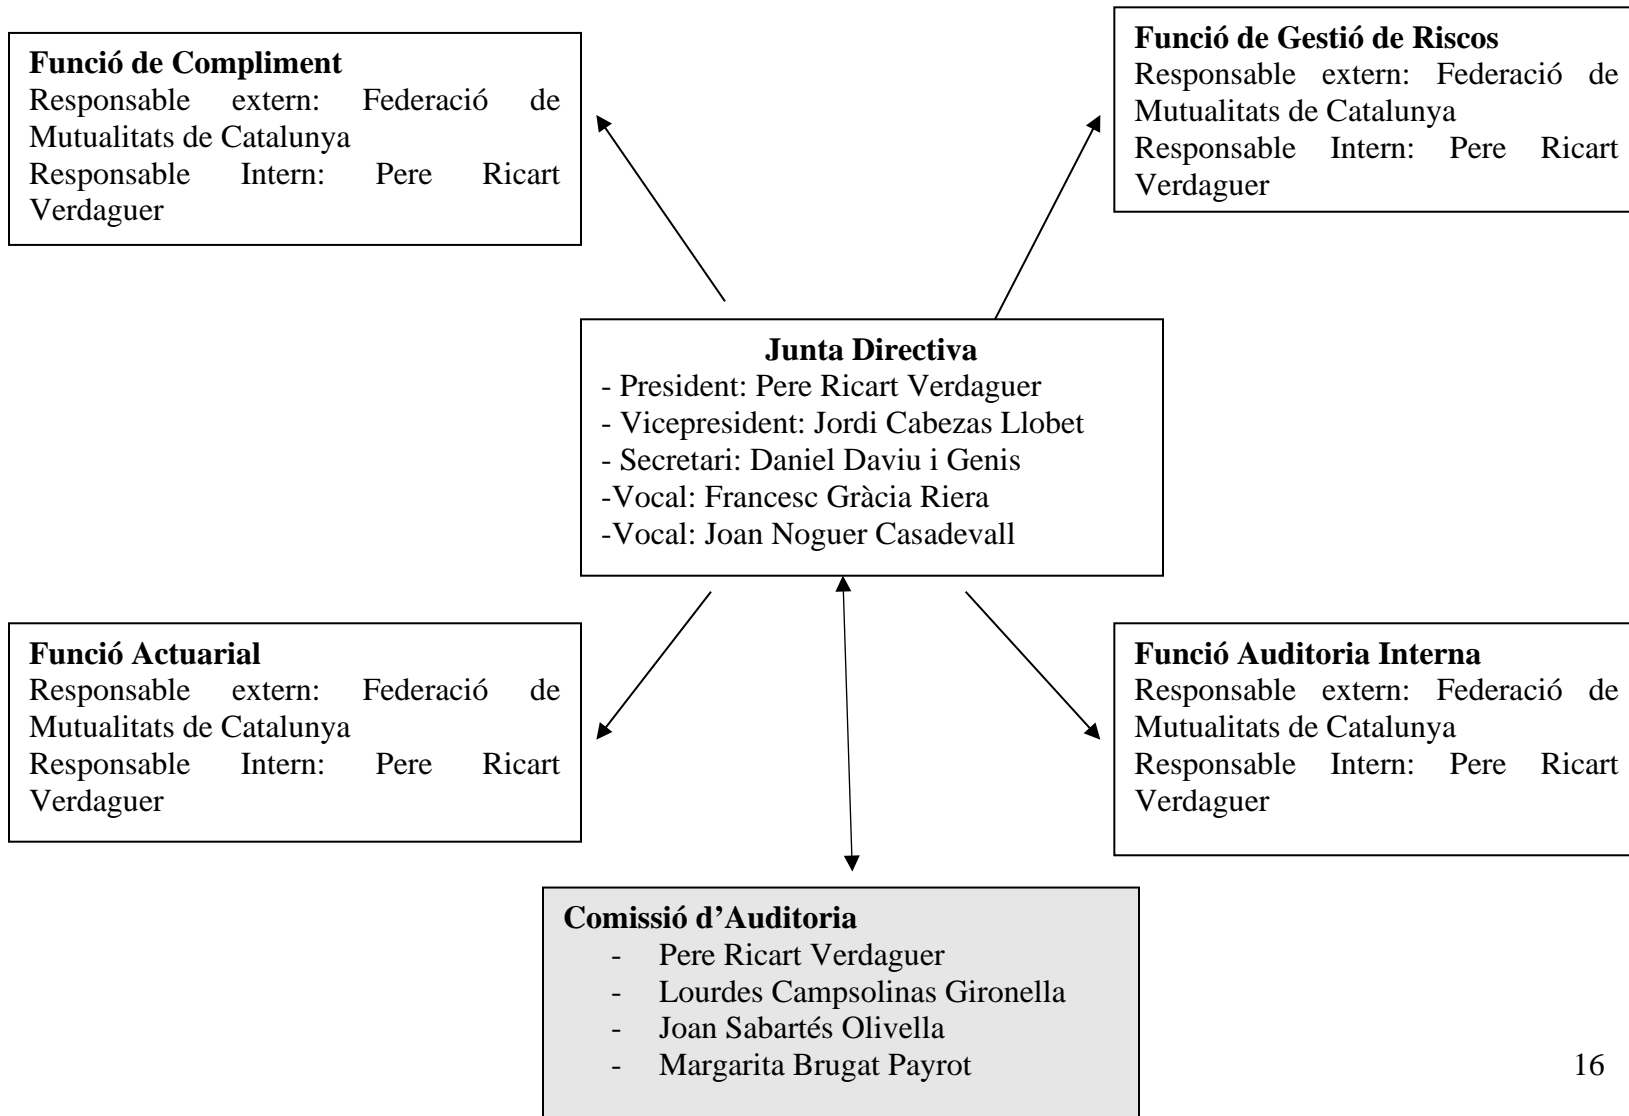 Funció de Compliment
Responsable extern: Federació de
Mutualitats de Catalunya
Responsable Intern: Pere Ricart
Verdaguer
Funció de Gestió de Riscos
Responsable extern: Federació de
Mutualitats de Catalunya
Responsable Intern: Pere Ricart
Verdaguer
Junta Directiva
- President: Pere Ricart Verdaguer
- Vicepresident: Jordi Cabezas Llobet
- Secretari: Daniel Daviu i Genis
-Vocal: Francesc Gràcia Riera
-Vocal: Joan Noguer Casadevall
Funció Actuarial
Responsable extern: Federació de
Mutualitats de Catalunya
Responsable Intern: Pere Ricart
Verdaguer
Funció Auditoria Interna
Responsable extern: Federació de
Mutualitats de Catalunya
Responsable Intern: Pere Ricart
Verdaguer
Comissió d’Auditoria
- Pere Ricart Verdaguer
- Lourdes Campsolinas Gironella
- Joan Sabartés Olivella
- Margarita Brugat Payrot
16